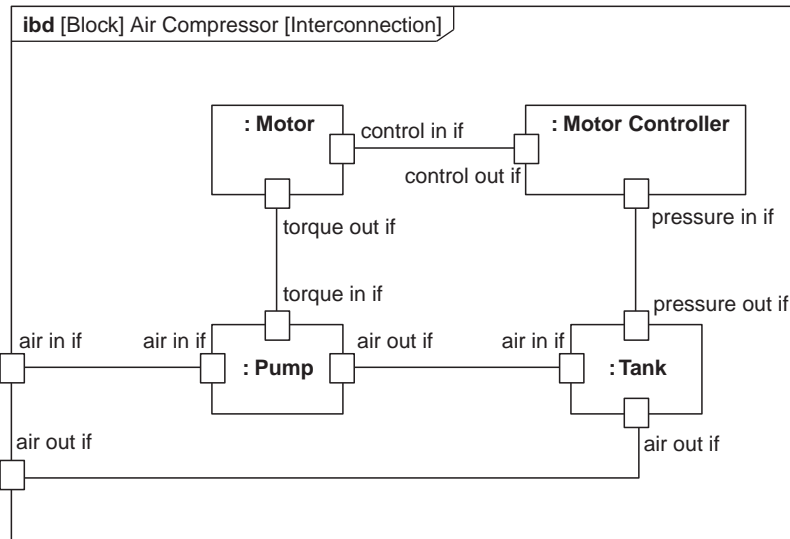 ibd [Block] Air Compressor [Interconnection]
: Motor
control in if
: Motor Controller
control out if
torque out if
pressure in if
torque in if
pressure out if
air in if
air in if
: Pump
air out if
air in if
: Tank
air out if
air out if